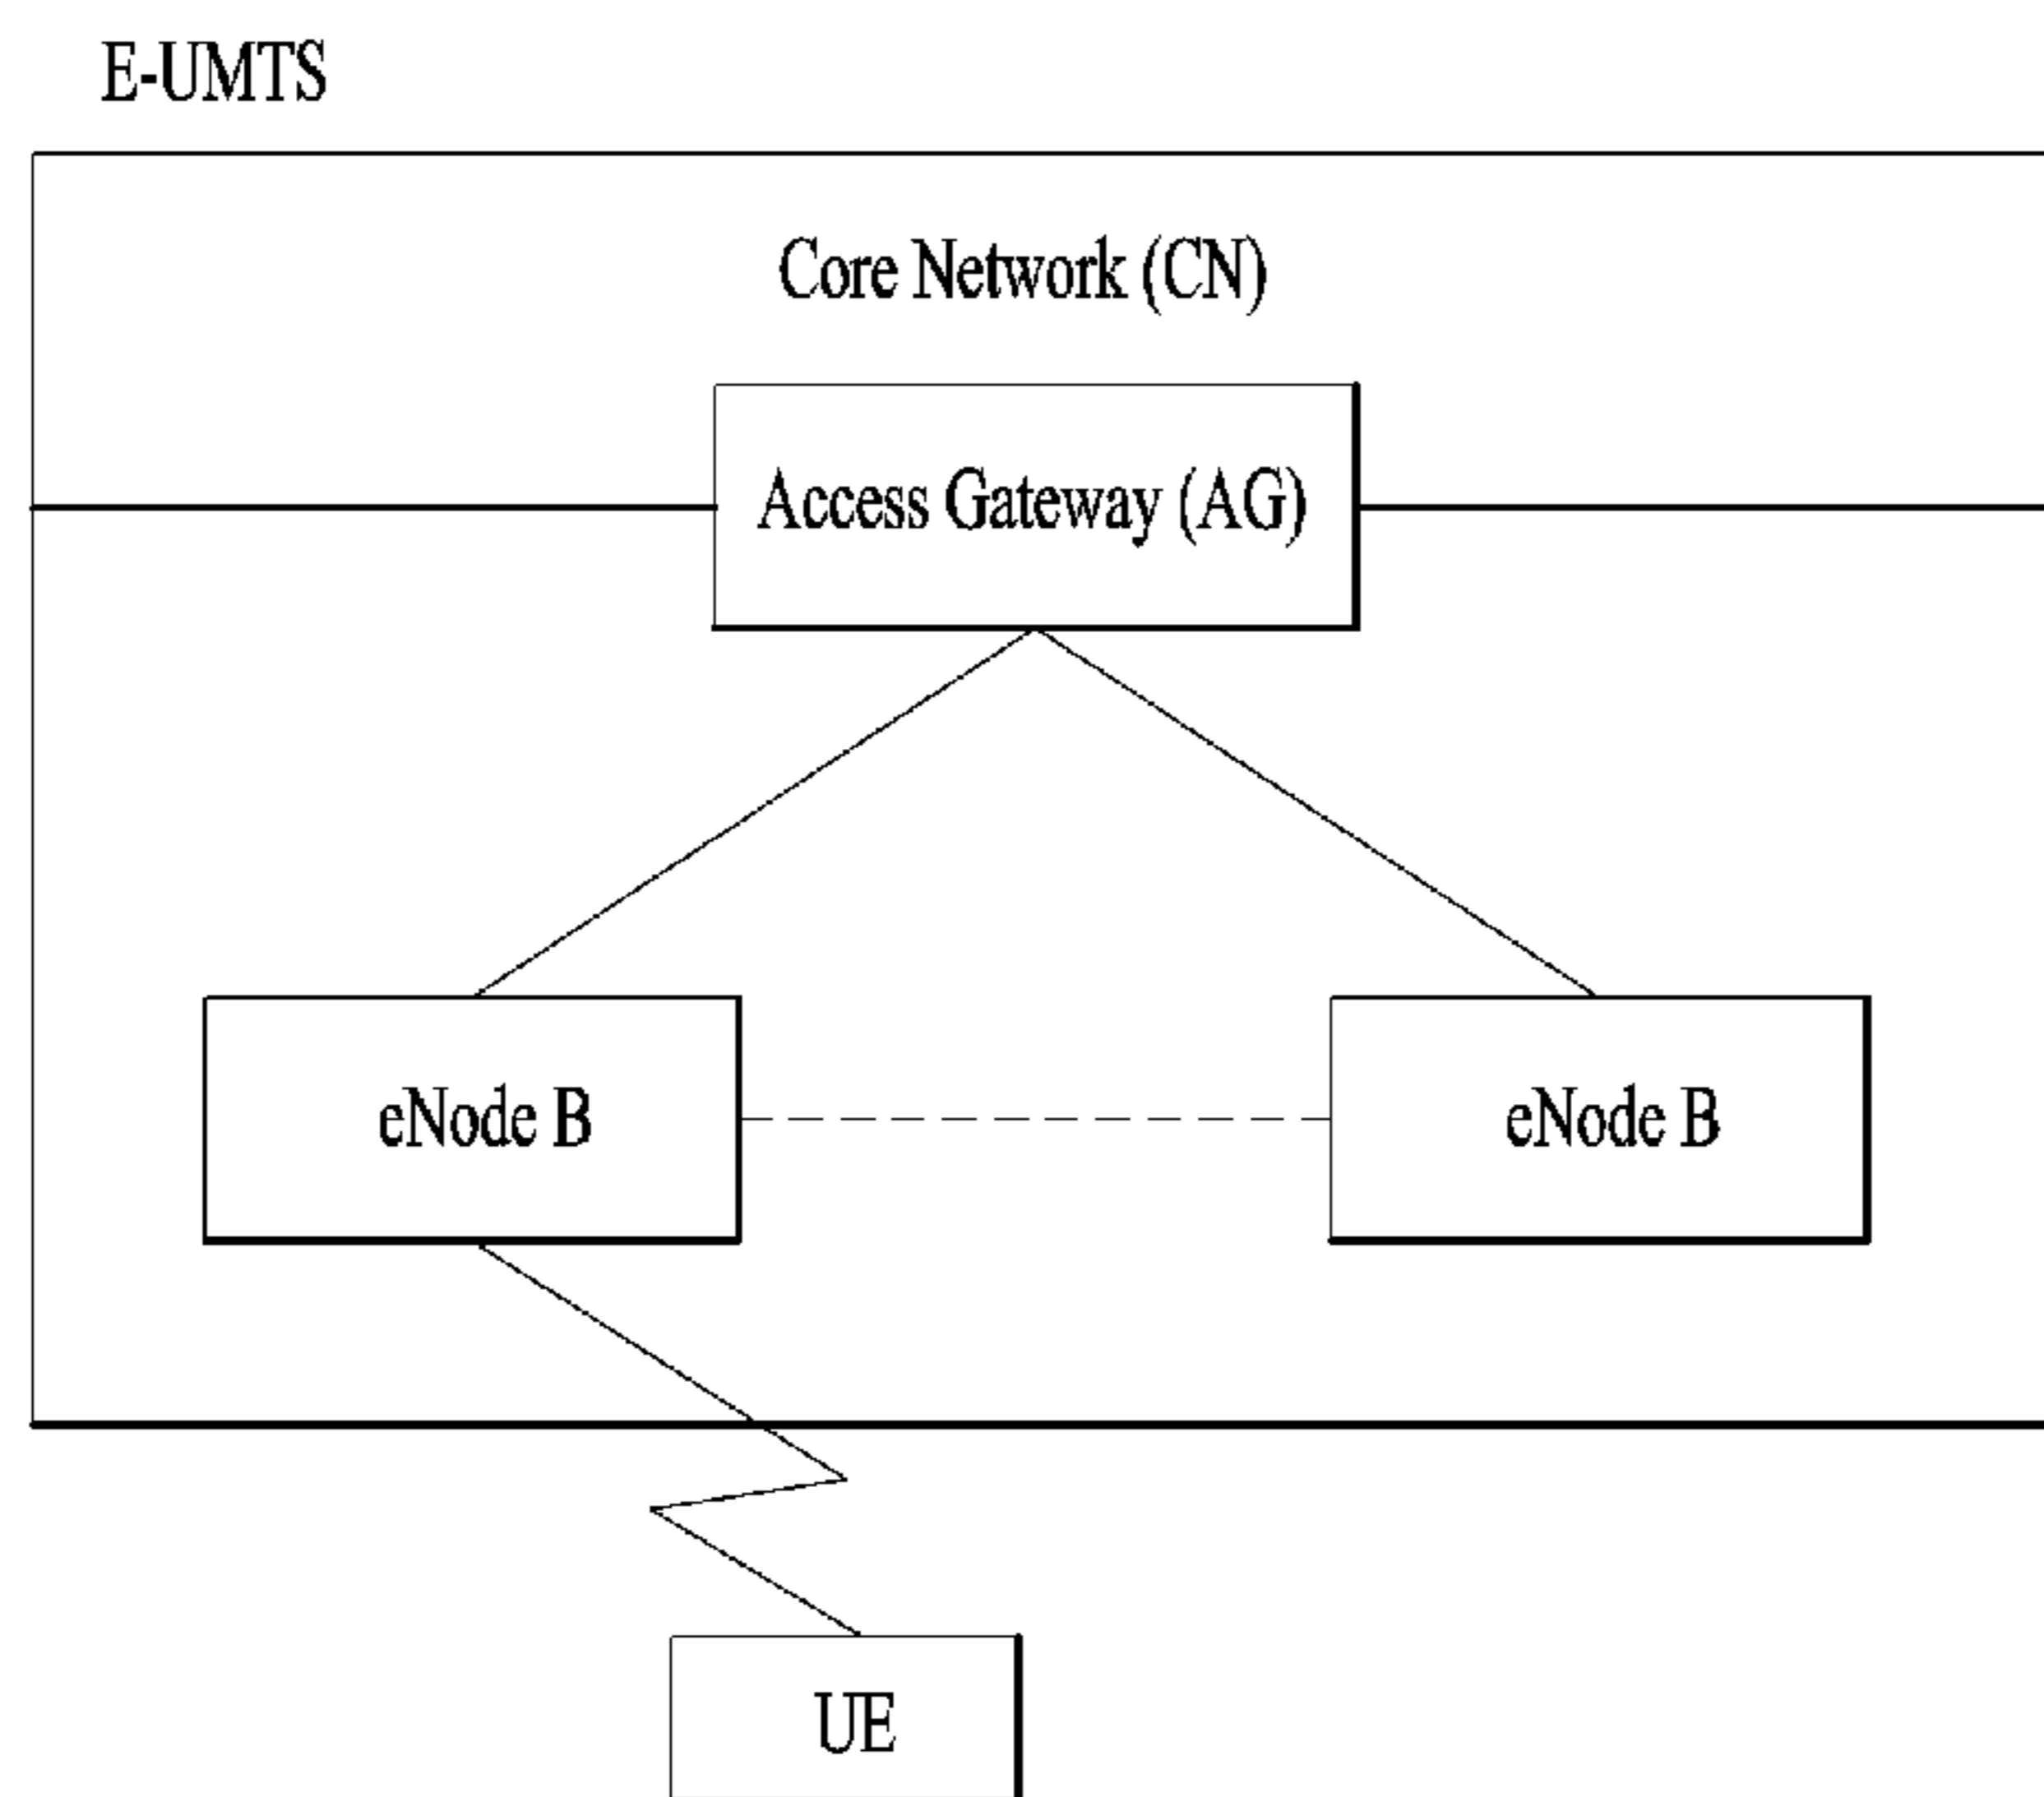 E-UMTS
Core Network (CN)
Access Gateway (AG)
eNode B
eNode B
UE